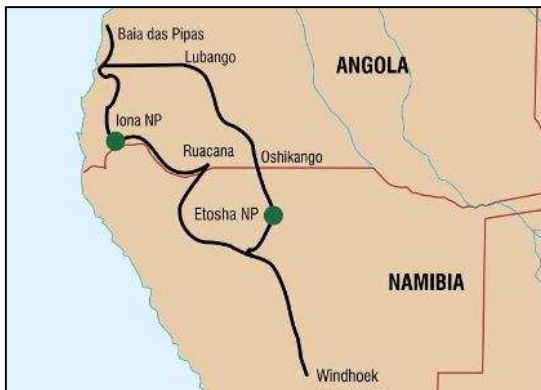 Baia das Pipas
Lubango
ANGOLA
Iona NP
Ruacana
Oshikango
Etosha NP
NAMIBIA
Windhoek